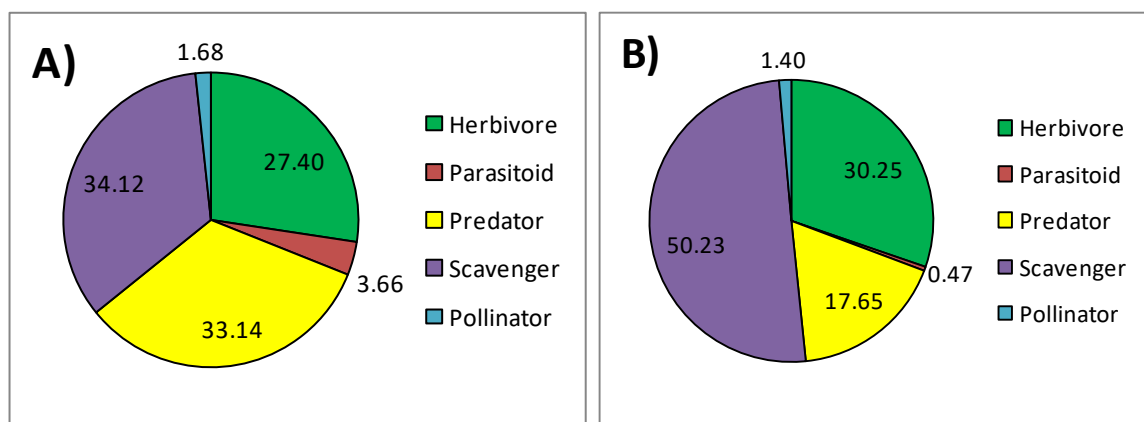 A)
1.68
27.40
3.66
33.14
34.12
Herbivore
Parasitoid
Predator
Scavenger
Pollinator
B)
1.40
30.25
0.47
17.65
50.23
Herbivore
Parasitoid
Predator
Scavenger
Pollinator